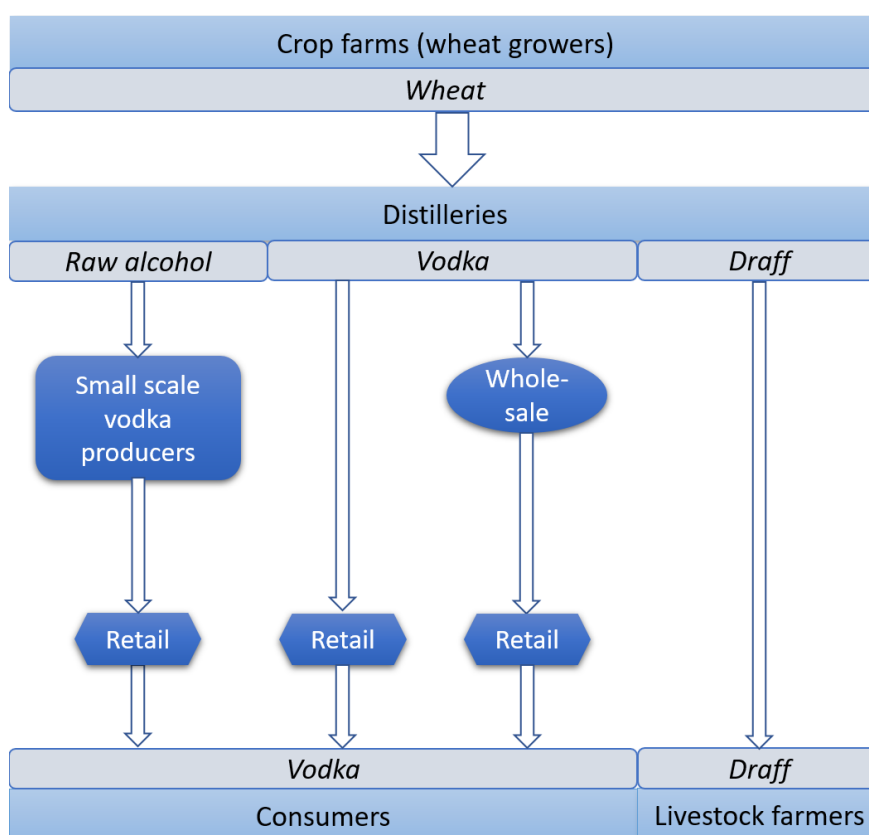 Crop farms (wheat growers)
Wheat
Distilleries
Raw alcohol
Vodka
Draff
Small scale
vodka
producers
Whole-
sale
Retail
Retail
Retail
Vodka
Draff
Consumers
Livestock farmers